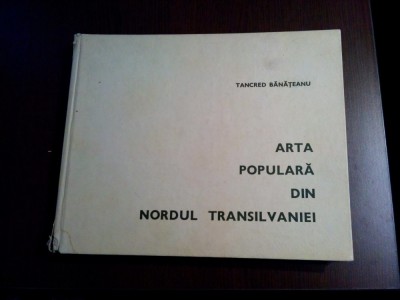 TANCRED BĂNĂȚEANU
ARTA
POPULARĂ
DIN
NORDUL TRANSILVANIEI